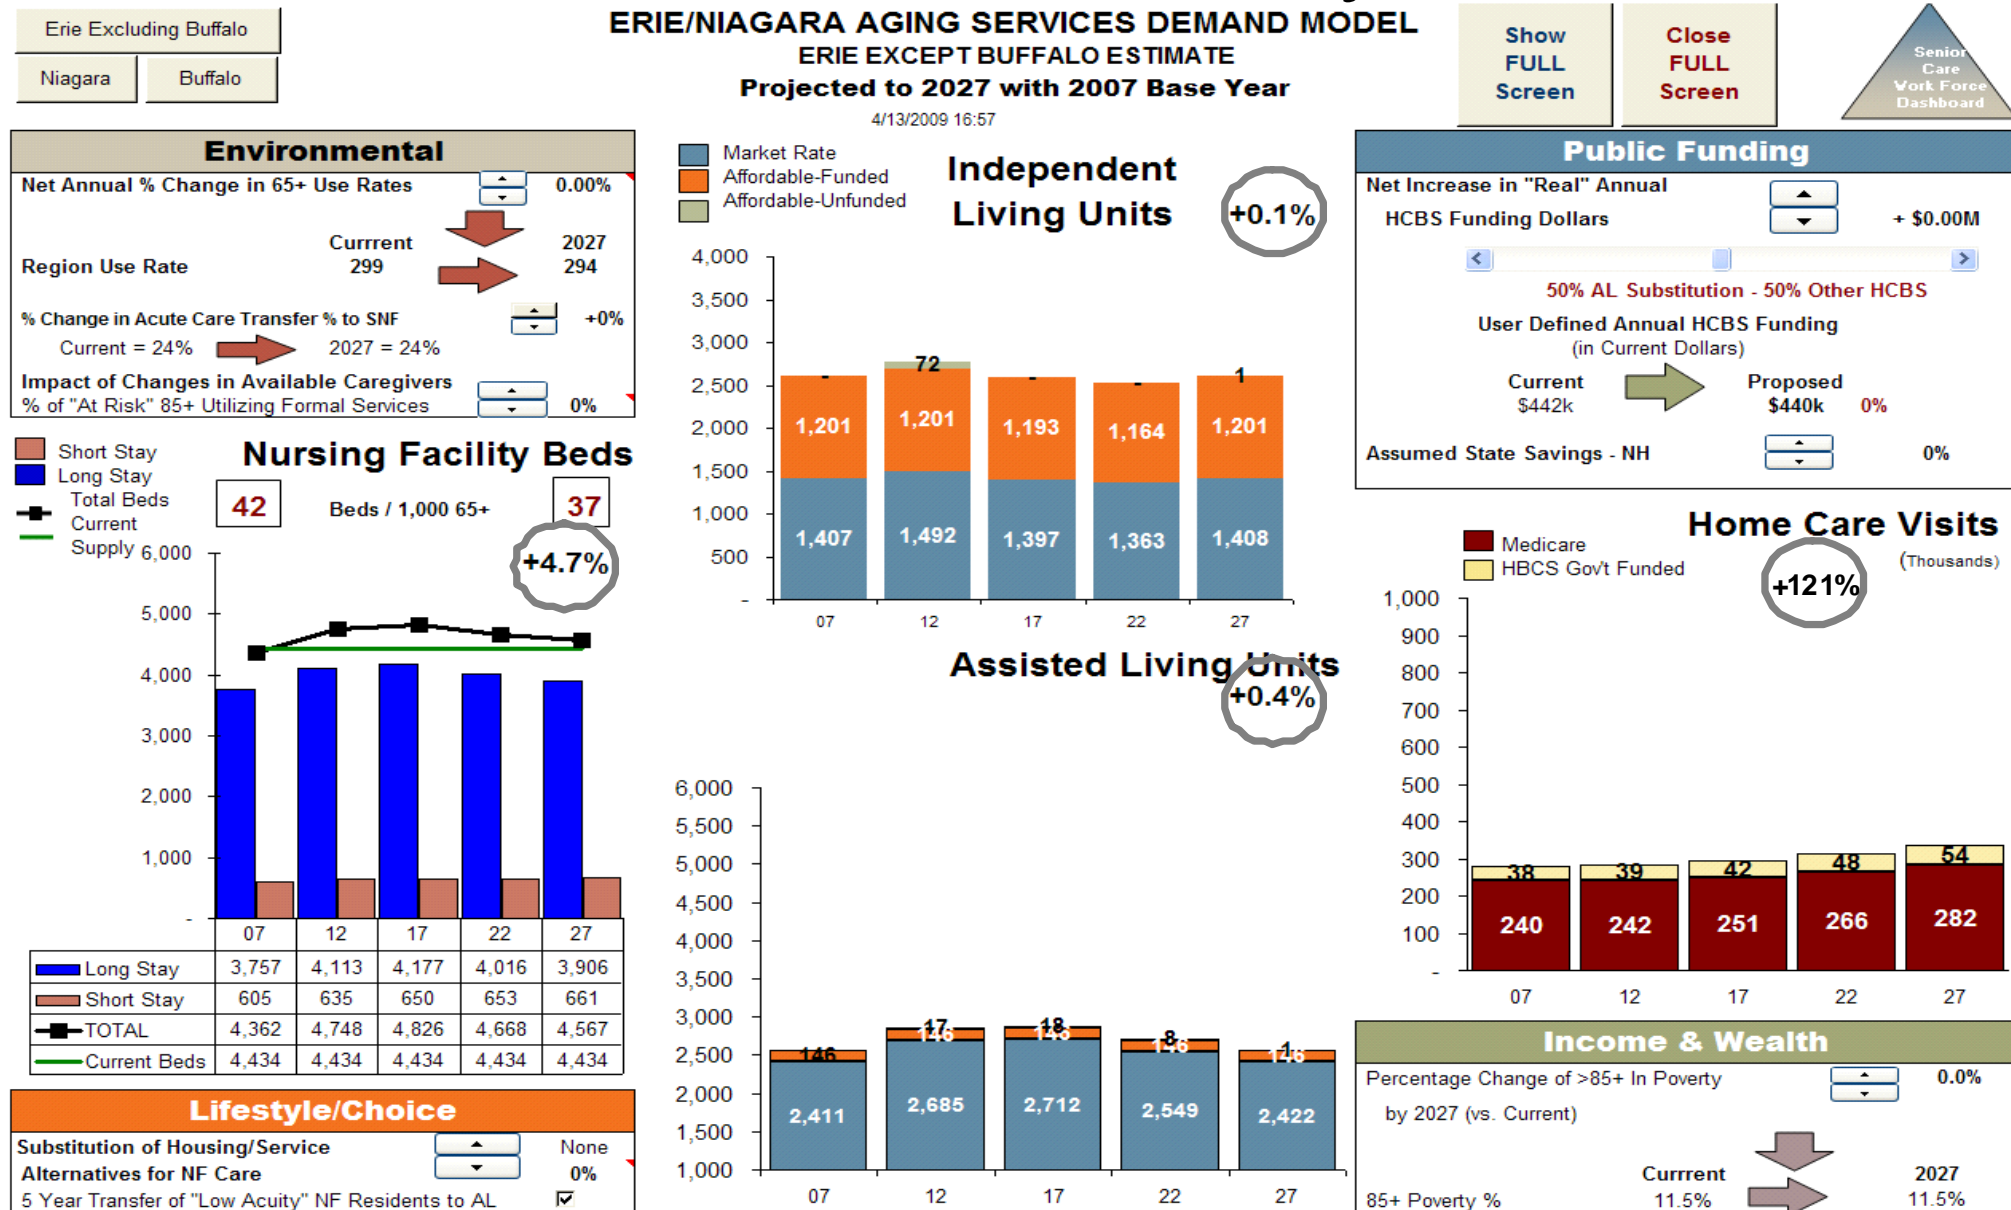 Erie Excluding Buffalo
Niagara
Buffalo
ERIE/NIAGARA AGING SERVICES DEMAND MODEL
ERIE EXCEPT BUFFALO ESTIMATE
Projected to 2027 with 2007 Base Year
4/13/2009 16:57
Show
FULL
Screen
Close
FULL
Screen
Senior
Care
Work Force
Dashboard
Environmental
Net Annual % Change in 65+ Use Rates 0.00%
Currrent 2027
Region Use Rate 299 294
% Change in Acute Care Transfer % to SNF +0%
Current = 24% 2027 = 24%
Impact of Changes in Available Caregivers
% of "At Risk" 85+ Utilizing Formal Services 0%
Short Stay
Long Stay
Total Beds
Current
Supply
Nursing Facility Beds
42 Beds / 1,000 65+ 37
+4.7%
6,000
5,000
4,000
3,000
2,000
1,000
-
07 12 17 22 27
Long Stay 3,757 4,113 4,177 4,016 3,906
Short Stay 605 635 650 653 661
TOTAL 4,362 4,748 4,826 4,668 4,567
Current Beds 4,434 4,434 4,434 4,434 4,434
Lifestyle/Choice
Substitution of Housing/Service None
Alternatives for NF Care 0%
5 Year Transfer of "Low Acuity" NF Residents to AL
Market Rate
Affordable-Funded
Affordable-Unfunded
Independent
Living Units
+0.1%
4,000
3,500
3,000
2,500
2,000
1,500
1,000
500
-
- 72 - - 1
1,201 1,201 1,193 1,164 1,201
1,407 1,492 1,397 1,363 1,408
07 12 17 22 27
Assisted Living Units
+0.4%
6,000
5,500
5,000
4,500
4,000
3,500
3,000
2,500
2,000
1,500
1,000
17 18 8 1
146 146 146 146 146
2,411 2,685 2,712 2,549 2,422
07 12 17 22 27
Public Funding
Net Increase in "Real" Annual
HCBS Funding Dollars + $0.00M
50% AL Substitution - 50% Other HCBS
User Defined Annual HCBS Funding
(in Current Dollars)
Current Proposed
$442k $440k 0%
Assumed State Savings - NH 0%
Home Care Visits
(Thousands)
Medicare
HBCS Gov't Funded
+121%
1,000
900
800
700
600
500
400
300
200
100
-
38 39 42 48 54
240 242 251 266 282
07 12 17 22 27
Income & Wealth
Percentage Change of >85+ In Poverty 0.0%
by 2027 (vs. Current)
Currrent 2027
85+ Poverty % 11.5% 11.5%